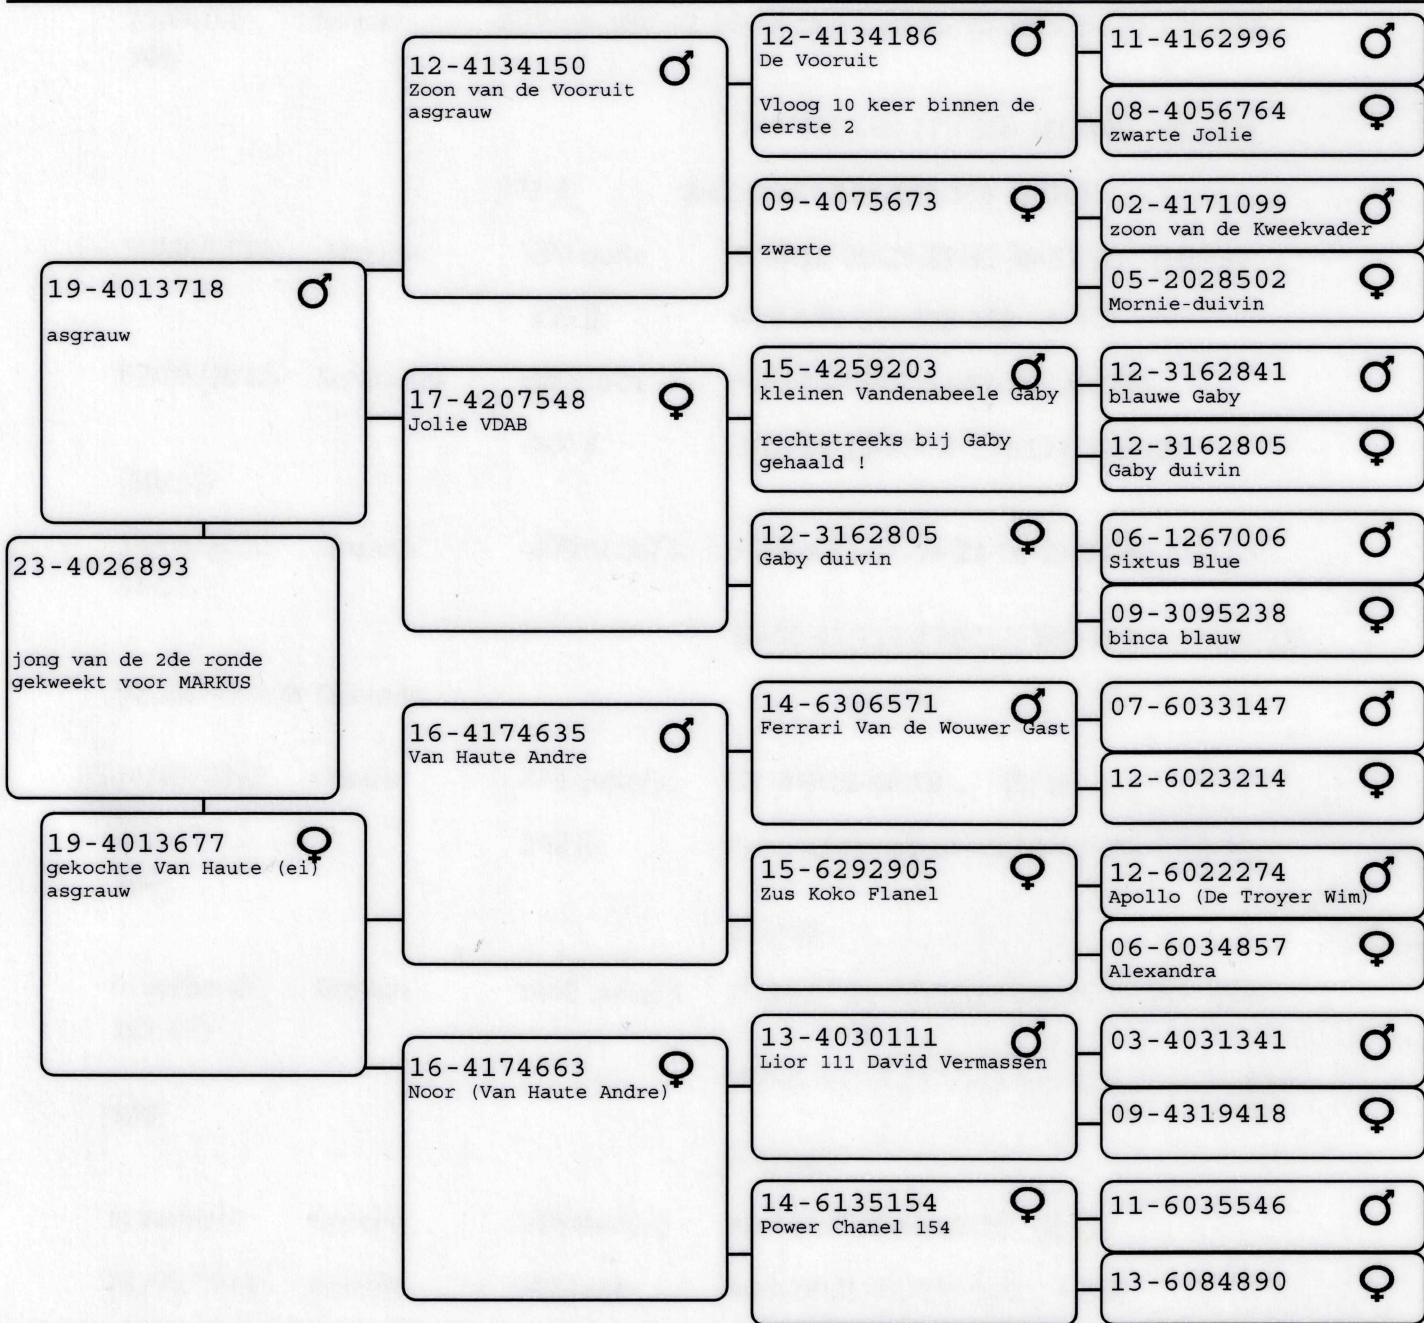 23-4026893
jong van de 2de ronde
gekweekt voor MARKUS
19-4013718
asgrauw
19-4013677
gekochte Van Haute (ei)
asgrauw
12-4134150
Zoon van de Vooruit
asgrauw
17-4207548
Jolie VDAB
16-4174635
Van Haute Andre
16-4174663
Noor (Van Haute Andre)
12-4134186
De Vooruit
Vloog 10 keer binnen de
eerste 2
09-4075673
zwarte
15-4259203
kleinen Vandenabeele Gaby
rechtstreeks bij Gaby
gehaald !
12-3162805
Gaby duivin
14-6306571
Ferrari Van de Wouwer Gast
15-6292905
Zus Koko Flanel
13-4030111
Lior 111 David Vermassen
14-6135154
Power Chanel 154
11-4162996
08-4056764
zwarte Jolie
02-4171099
zoon van de Kweekvader
05-2028502
Mornie-duivin
12-3162841
blauwe Gaby
12-3162805
Gaby duivin
06-1267006
Sixtus Blue
09-3095238
binca blauw
07-6033147
12-6023214
12-6022274
Apollo (De Troyer Wim)
06-6034857
Alexandra
03-4031341
09-4319418
11-6035546
13-6084890